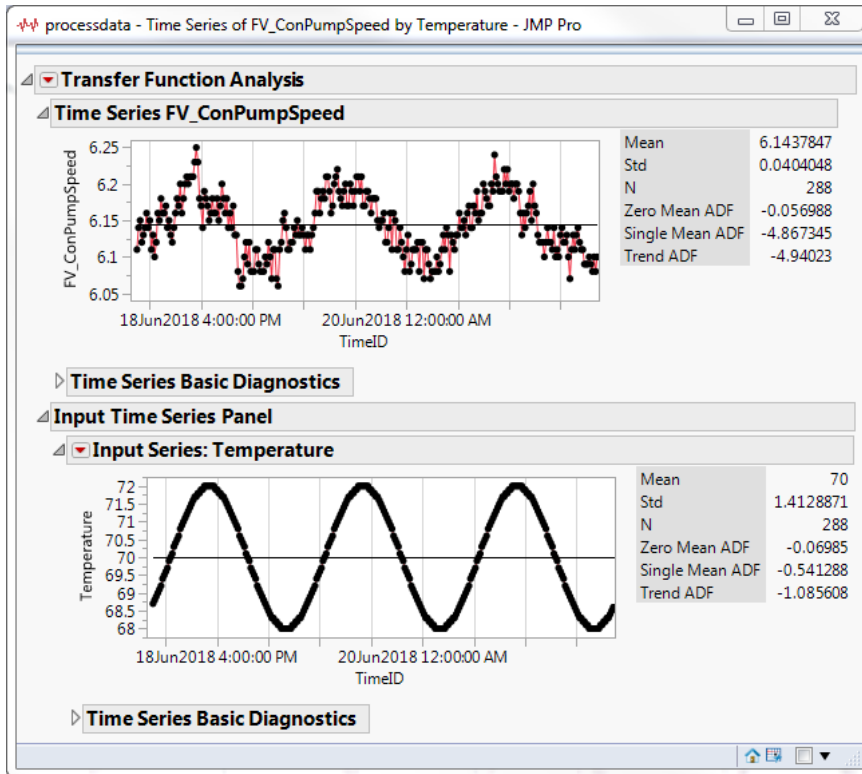 processdata - Time Series of FV_ConPumpSpeed by Temperature - JMP Pro
Transfer Function Analysis
Time Series FV_ConPumpSpeed
6.25
6.2
6.15
6.1
6.05
FV_ConPumpSpeed
18Jun2018 4:00:00 PM 20Jun2018 12:00:00 AM
TimeID
Mean 6.1437847
Std 0.0404048
N 288
Zero Mean ADF -0.056988
Single Mean ADF -4.867345
Trend ADF -4.94023
Time Series Basic Diagnostics
Input Time Series Panel
Input Series: Temperature
72
71.5
71
70.5
70
69.5
69
68.5
68
Temperature
18Jun2018 4:00:00 PM 20Jun2018 12:00:00 AM
TimeID
Mean 70
Std 1.4128871
N 288
Zero Mean ADF -0.06985
Single Mean ADF -0.541288
Trend ADF -1.085608
Time Series Basic Diagnostics